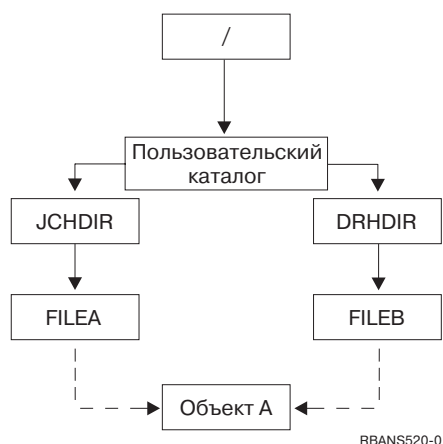 /
Пользовательский
каталог
JCHDIR
DRHDIR
FILEA
FILEB
Объект A
RBANS520-0